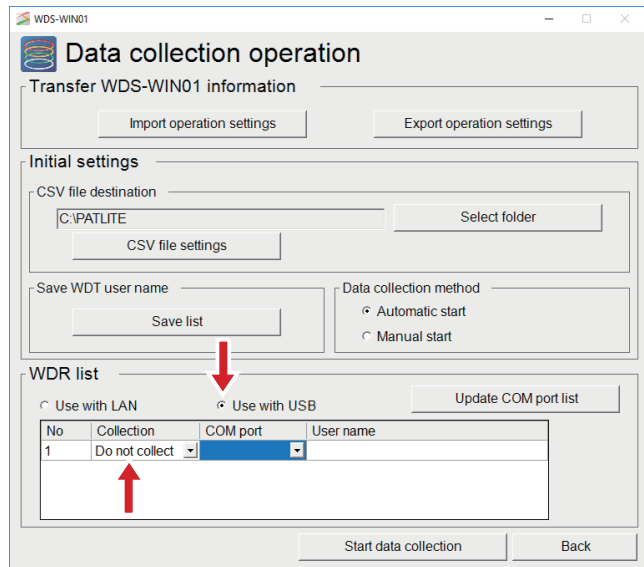 WDS-WIN01
Data collection operation
Transfer WDS-WIN01 information
Import operation settings
Export operation settings
Initial settings
CSV file destination
C:\PATLITE
Select folder
CSV file settings
Save WDT user name
Save list
Data collection method
Automatic start
Manual start
WDR list
Use with LAN
Use with USB
Update COM port list
No Collection COM port User name
1 Do not collect
Start data collection
Back